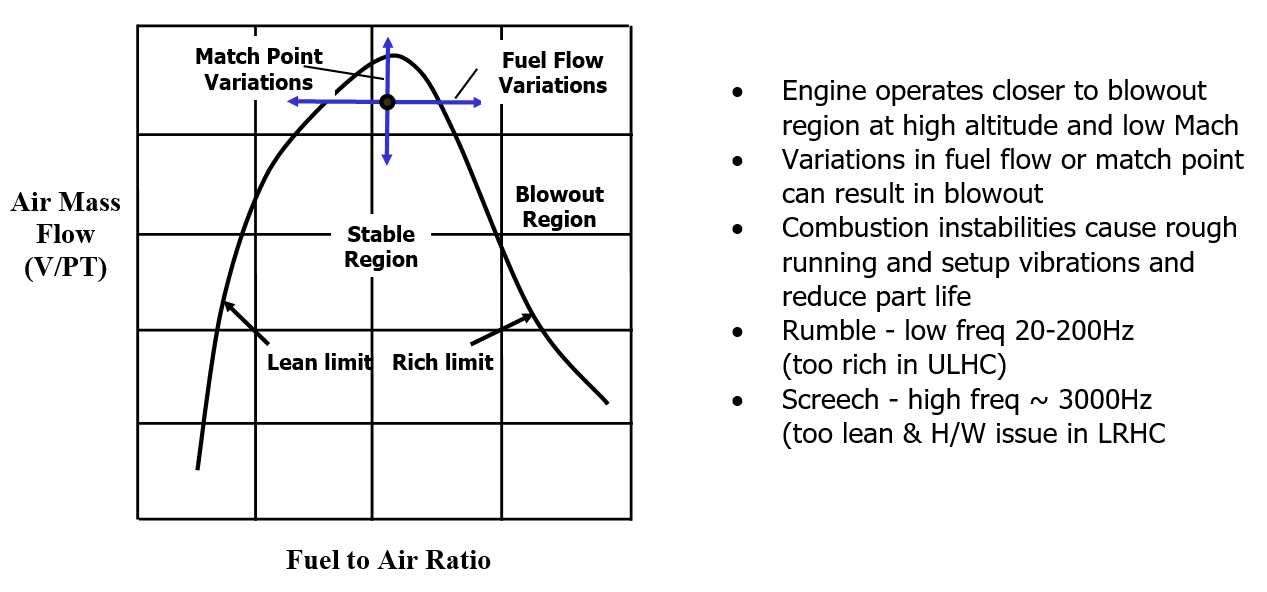 Match Point
Variations
Fuel Flow
Variations
Air Mass
Flow
(V/PT)
Blowout
Region
Stable
Region
Lean limit
Rich limit
Fuel to Air Ratio
• Engine operates closer to blowout
region at high altitude and low Mach
• Variations in fuel flow or match point
can result in blowout
• Combustion instabilities cause rough
running and setup vibrations and
reduce part life
• Rumble - low freq 20-200Hz
(too rich in ULHC)
• Screech - high freq ~ 3000Hz
(too lean & H/W issue in LRHC